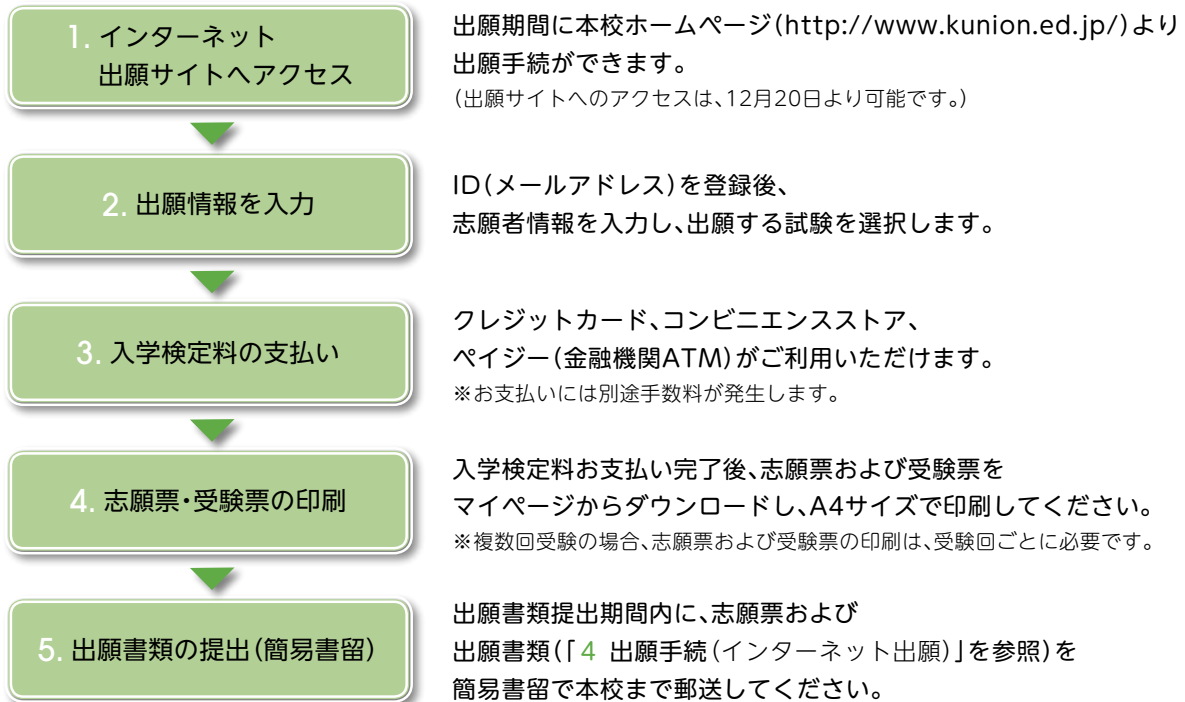 1. インターネット
出願サイトへアクセス
出願期間に本校ホームページ（http://www.kunion.ed.jp/）より
出願手続ができます。
（出願サイトへのアクセスは、12月20日より可能です。）
2. 出願情報を入力
ID（メールアドレス）を登録後、
志願者情報を入力し、出願する試験を選択します。
3. 入学検定料の支払い
クレジットカード、コンビニエンスストア、
ペイジー（金融機関ATM）がご利用いただけます。
※お支払いには別途手数料が発生します。
4. 志願票・受験票の印刷
入学検定料お支払い完了後、志願票および受験票を
マイページからダウンロードし、A4サイズで印刷してください。
※複数回受験の場合、志願票および受験票の印刷は、受験回ごとに必要です。
5. 出願書類の提出（簡易書留）
出願書類提出期間内に、志願票および
出願書類（「4 出願手続（インターネット出願）」を参照）を
簡易書留で本校まで郵送してください。